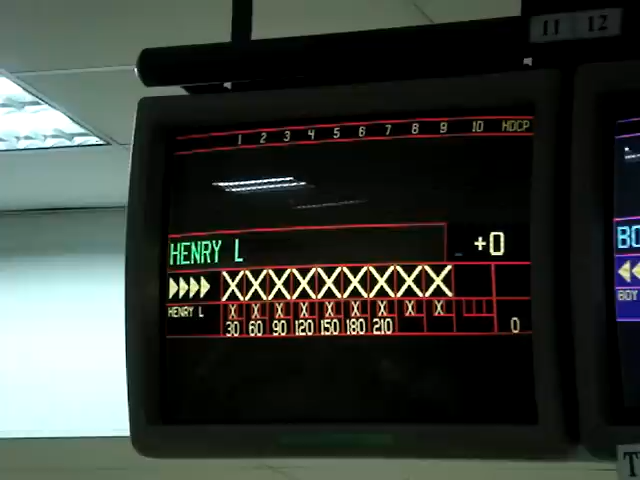 11 12
1 2 3 4 5 6 7 8 9 10 HDCP
HENRY L
+0
X X X X X X X X X
HENRY L X X X X X X X X X
30 60 90 120 150 180 210 0
BO
BOY
T